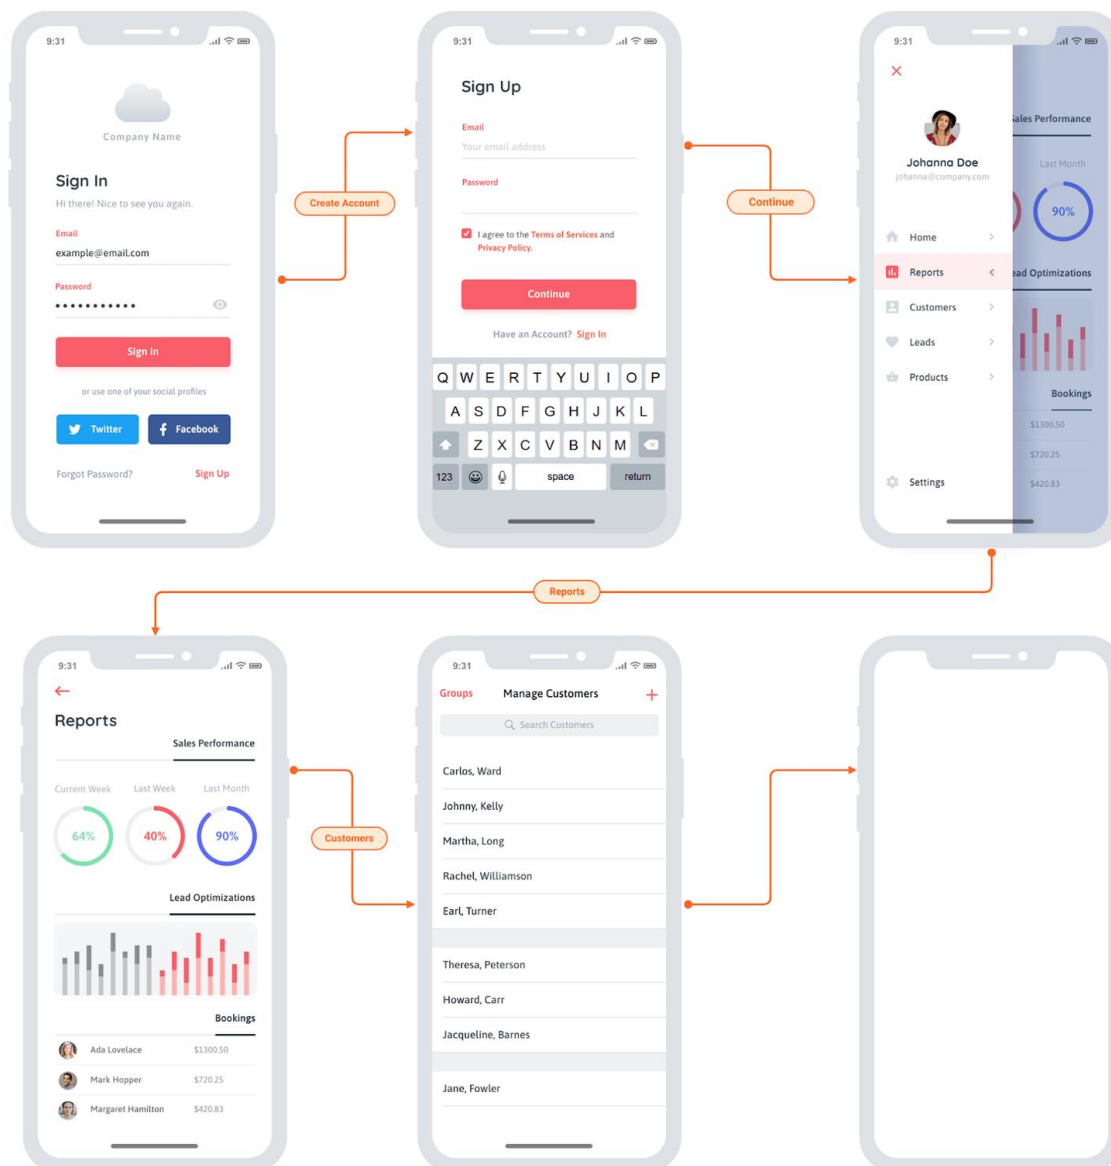 9:31
Company Name
Sign In
Hi there! Nice to see you again.
Email
example@email.com
Password
Sign In
or use one of your social profiles
Twitter
Facebook
Forgot Password?
Sign Up
Create Account
9:31
Sign Up
Email
Your email address
Password
I agree to the Terms of Services and
Privacy Policy.
Continue
Have an Account? Sign In
Q W E R T Y U I O P
A S D F G H J K L
Z X C V B N M
123
space
return
Continue
9:31
Johanna Doe
johanna@company.com
Home
Reports
Customers
Leads
Products
Settings
Sales Performance
Last Month
90%
ead Optimizations
Bookings
$1300.50
$720.25
$420.83
Reports
9:31
Reports
Sales Performance
Current Week
Last Week
Last Month
64%
40%
90%
Lead Optimizations
Bookings
Ada Lovelace $1300.50
Mark Hopper $720.25
Margaret Hamilton $420.83
Customers
9:31
Groups
Manage Customers
+
Search Customers
Carlos, Ward
Johnny, Kelly
Martha, Long
Rachel, Williamson
Earl, Turner
Theresa, Peterson
Howard, Carr
Jacqueline, Barnes
Jane, Fowler